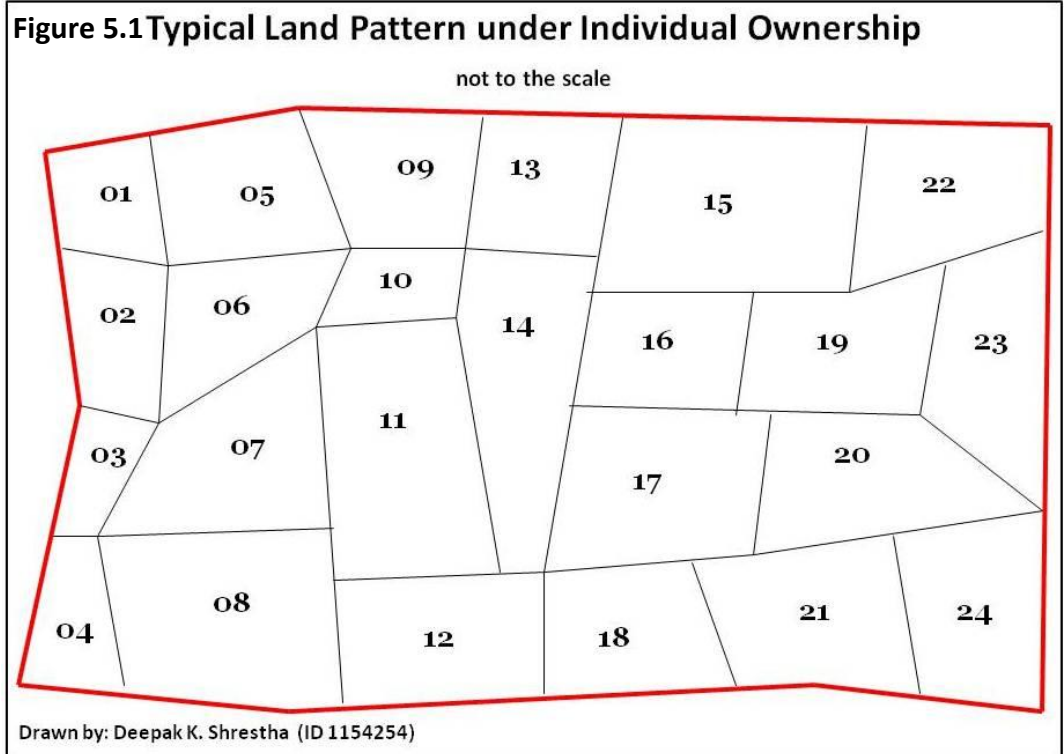 Figure 5.1 Typical Land Pattern under Individual Ownership
not to the scale
01 05 09 13 15 22
02 06 10 14 16 19 23
03 07 11 17 20
04 08 12 18 21 24
Drawn by: Deepak K. Shrestha (ID 1154254)